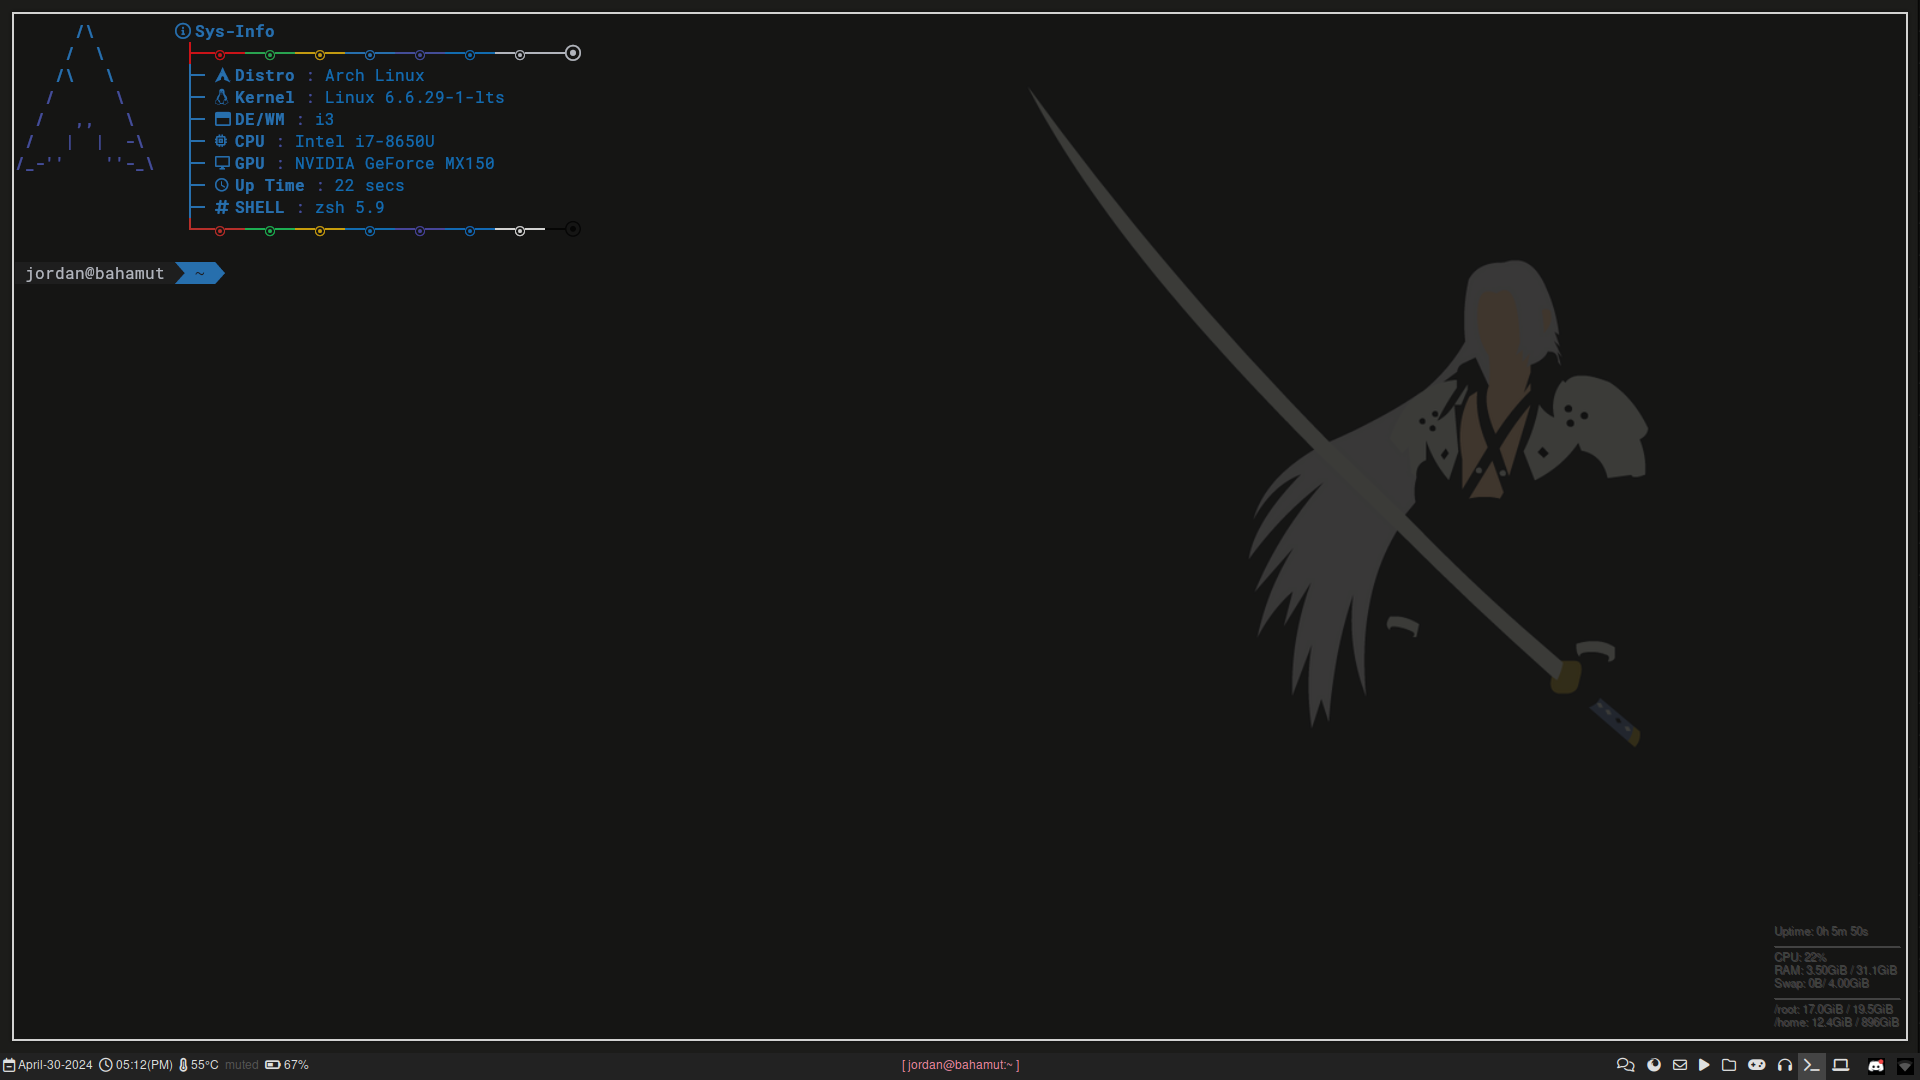 Sys-Info
Distro : Arch Linux
Kernel : Linux 6.6.29-1-lts
DE/WM : i3
CPU : Intel i7-8650U
GPU : NVIDIA GeForce MX150
Up Time : 22 secs
SHELL : zsh 5.9
jordan@bahamut ~
Uptime: 0h 5m 50s
CPU: 22%
RAM: 3.50GiB / 31.1GiB
Swap: 0B/ 4.00GiB
/root: 17.0GiB / 19.5GiB
/home: 12.4GiB / 896GiB
April-30-2024 05:12(PM) 55°C muted 67% [ jordan@bahamut:~ ]